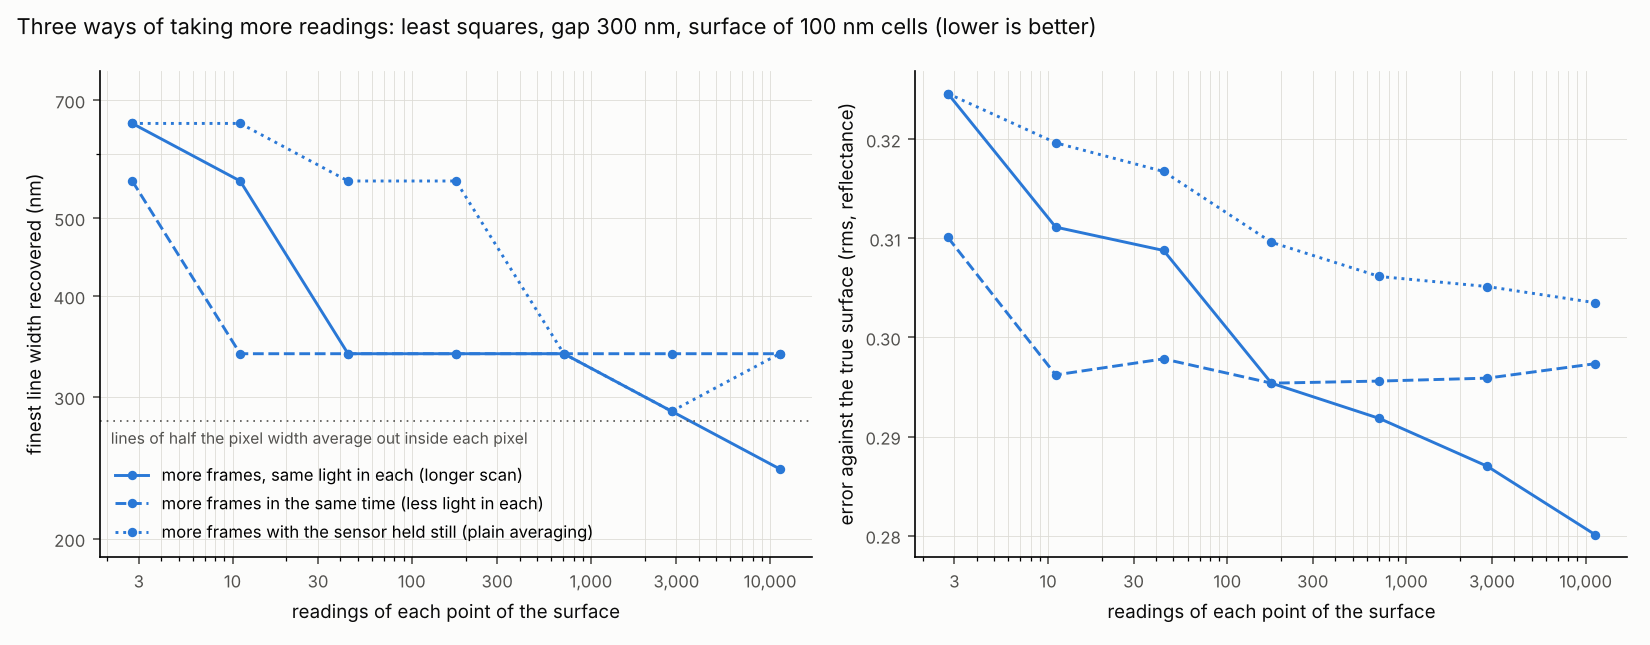 Three ways of taking more readings: least squares, gap 300 nm, surface of 100 nm cells (lower is better)
finest line width recovered (nm)
700
500
400
300
200
lines of half the pixel width average out inside each pixel
more frames, same light in each (longer scan)
more frames in the same time (less light in each)
more frames with the sensor held still (plain averaging)
3 10 30 100 300 1,000 3,000 10,000
readings of each point of the surface
error against the true surface (rms, reflectance)
0.32
0.31
0.30
0.29
0.28
3 10 30 100 300 1,000 3,000 10,000
readings of each point of the surface